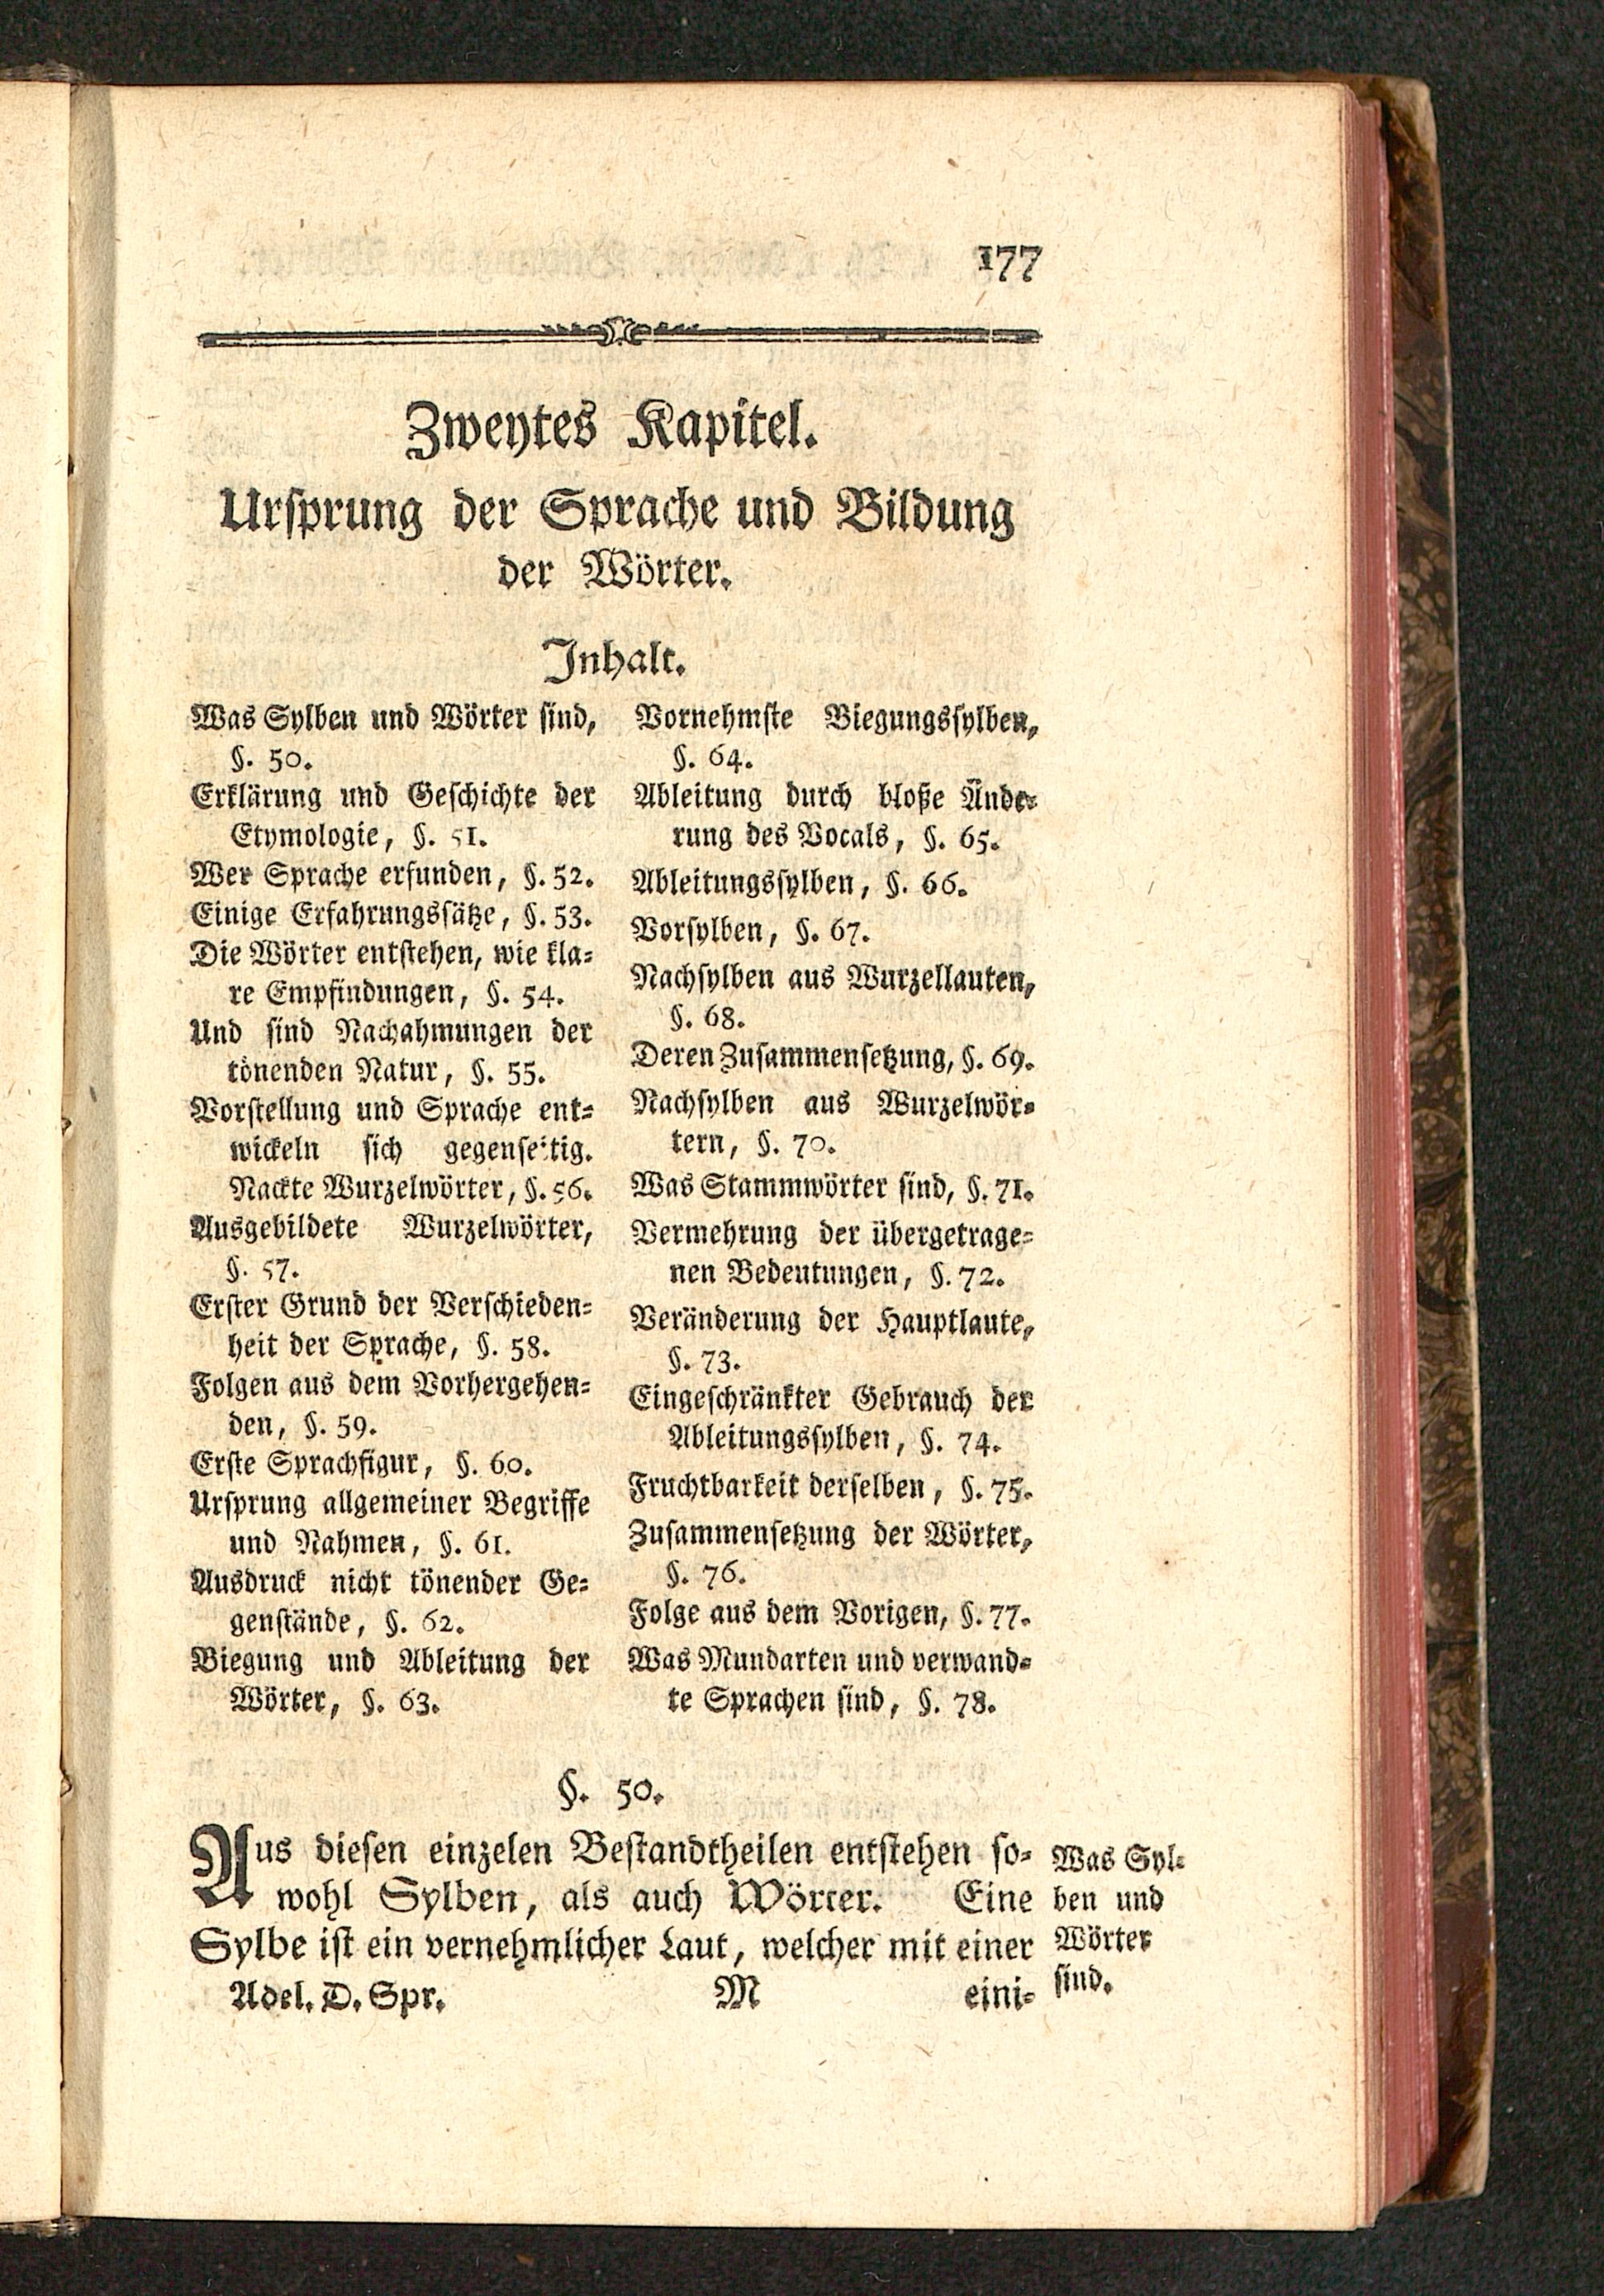 177
Zweytes Kapitel.
Ursprung der Sprache und Bildung
der Wörter.
Inhalt.
Was Sylben und Wörter sind,
§. 50.
Erklärung und Geschichte der
Etymologie, §. 51.
Wer Sprache erfunden, §. 52.
Einige Erfahrungssätze, §. 53.
Die Wörter entstehen, wie kla-
re Empfindungen, §. 54.
Und sind Nachahmungen der
tönenden Natur, §. 55.
Vorstellung und Sprache ent-
wickeln sich gegenseitig.
Nackte Wurzelwörter, §. 56.
Ausgebildete Wurzelwörter,
§. 57.
Erster Grund der Verschieden-
heit der Sprache, §. 58.
Folgen aus dem Vorhergehen-
den, §. 59.
Erste Sprachfigur, §. 60.
Ursprung allgemeiner Begriffe
und Nahmen, §. 61.
Ausdruck nicht tönender Ge-
genstände, §. 62.
Biegung und Ableitung der
Wörter, §. 63.
Vornehmste Biegungssylben,
§. 64.
Ableitung durch bloße Ände-
rung des Vocals, §. 65.
Ableitungssylben, §. 66.
Vorsylben, §. 67.
Nachsylben aus Wurzellauten,
§. 68.
Deren Zusammensetzung, §. 69.
Nachsylben aus Wurzelwör-
tern, §. 70.
Was Stammwörter sind, §. 71.
Vermehrung der übergetrage-
nen Bedeutungen, §. 72.
Veränderung der Hauptlaute,
§. 73.
Eingeschränkter Gebrauch der
Ableitungssylben, §. 74.
Fruchtbarkeit derselben, §. 75.
Zusammensetzung der Wörter,
§. 76.
Folge aus dem Vorigen, §. 77.
Was Mundarten und verwand-
te Sprachen sind, §. 78.
§. 50.
Aus diesen einzelen Bestandtheilen entstehen so-
wohl Sylben, als auch Wörter. Eine
Sylbe ist ein vernehmlicher Laut, welcher mit einer
Was Syl-
ben und
Wörter
sind.
Adel. D. Spr. M eini-